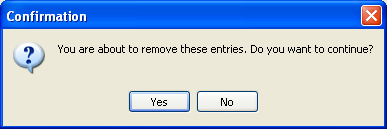 Confirmation
You are about to remove these entries. Do you want to continue?
Yes
No